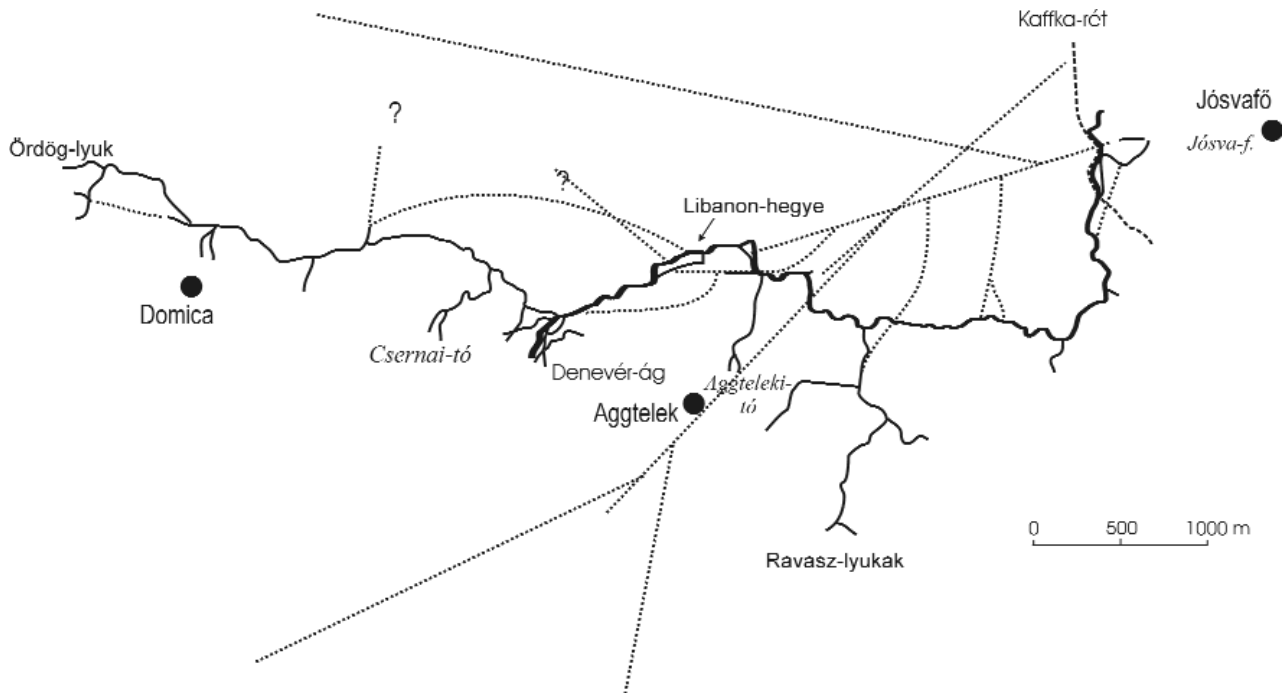 Kaffka-rét
Jósvafő
Jósva-f.
?
Ördög-lyuk
?
Libanon-hegye
Domica
Csernai-tó
Denevér-ág
Aggteleki-
tó
Aggtelek
0 500 1000 m
Ravasz-lyukak